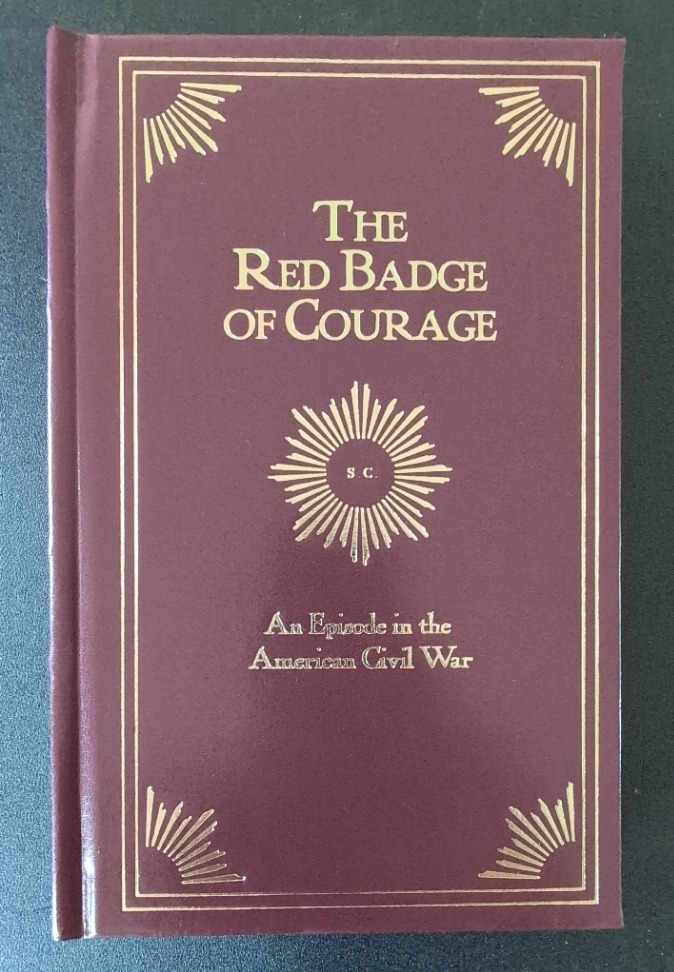 The
Red Badge
of Courage
S.C.
An Episode in the
American Civil War